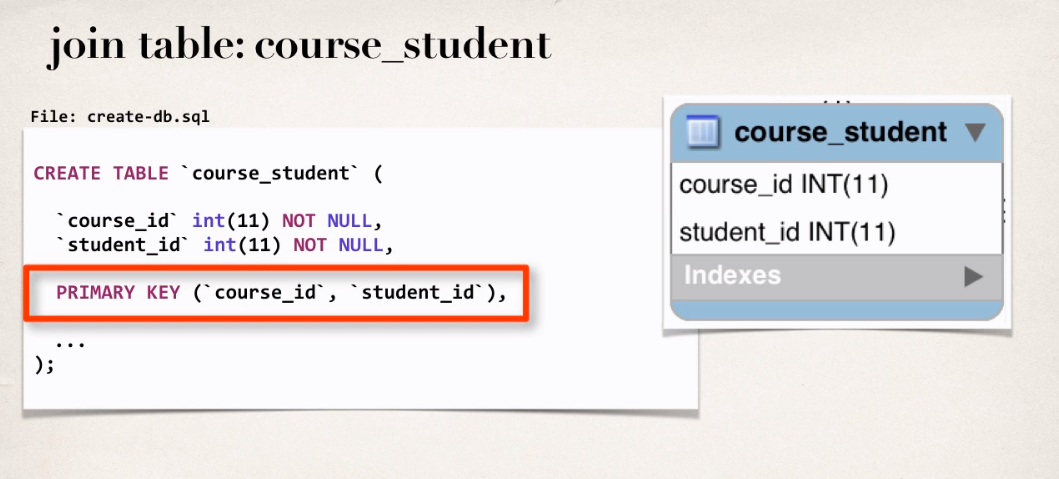 join table: course_student
File: create-db.sql
CREATE TABLE `course_student` (
`course_id` int(11) NOT NULL,
`student_id` int(11) NOT NULL,
PRIMARY KEY (`course_id`, `student_id`),
...
);
course_student
course_id INT(11)
student_id INT(11)
Indexes